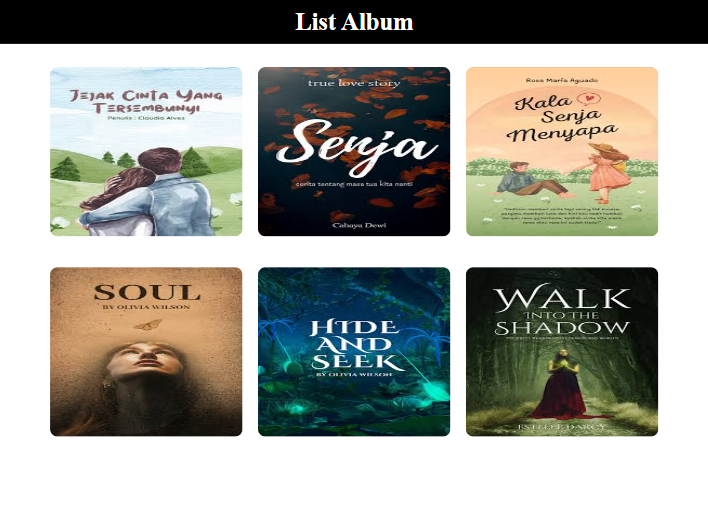 List Album
Jejak Cinta Yang
Tersembunyi
Penulis : Claudia Alves
true love story
Senja
cerita tentang masa tua kita nanti
Cahaya Dewi
Rosa Maria Aguado
Kala
Senja
Menyapa
SOUL
BY OLIVIA WILSON
HIDE
AND
SEEK
BY OLIVIA WILSON
WALK
INTO THE
SHADOW
ESTELLE DARCY